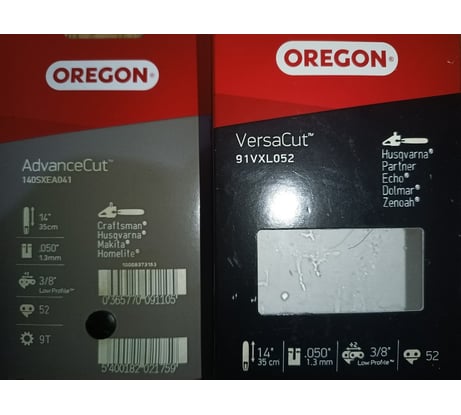 OREGON®
AdvanceCut™
140SXEA041
14"
35cm
.050"
1.3mm
3/8"
Low Profile™
52
9T
Craftsman®
Husqvarna®
Makita®
Homelite®
0 365770 091105
5 400182 021759
OREGON®
VersaCut™
91VXL052
Husqvarna®
Partner
Echo®
Dolmar®
Zenoah®
14"
35 cm
.050"
1.3 mm
x2
3/8"
Low Profile™
52